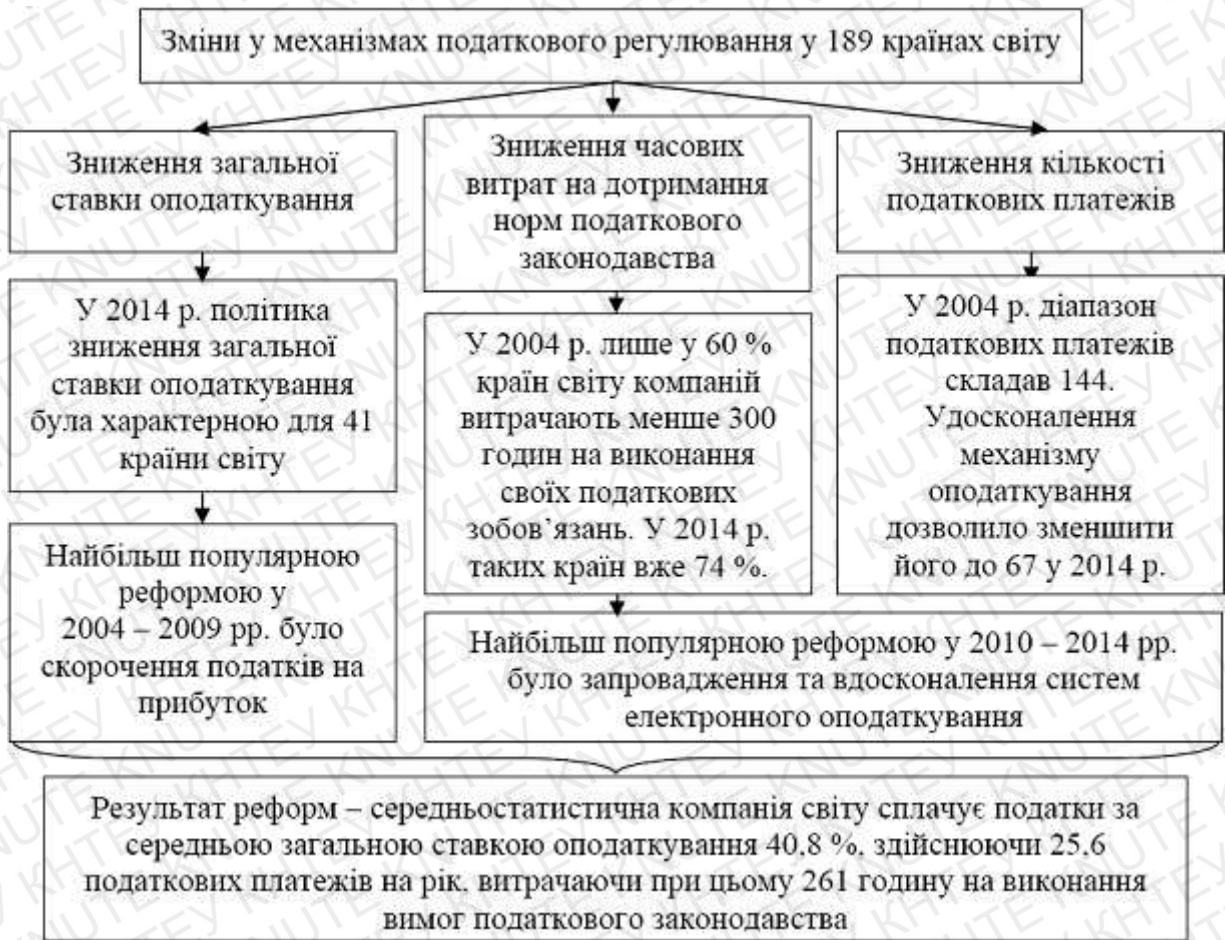 Зміни у механізмах податкового регулювання у 189 країнах світу
Зниження загальної
ставки оподаткування
Зниження часових
витрат на дотримання
норм податкового
законодавства
Зниження кількості
податкових платежів
У 2014 р. політика
зниження загальної
ставки оподаткування
була характерною для 41
країни світу
У 2004 р. лише у 60 %
країн світу компаній
витрачають менше 300
годин на виконання
своїх податкових
зобов’язань. У 2014 р.
таких країн вже 74 %.
У 2004 р. діапазон
податкових платежів
складав 144.
Удосконалення
механізму
оподаткування
дозволило зменшити
його до 67 у 2014 р.
Найбільш популярною
реформою у
2004 – 2009 рр. було
скорочення податків на
прибуток
Найбільш популярною реформою у 2010 – 2014 рр.
було запровадження та вдосконалення систем
електронного оподаткування
Результат реформ – середньостатистична компанія світу сплачує податки за
середньою загальною ставкою оподаткування 40,8 %, здійснюючи 25,6
податкових платежів на рік, витрачаючи при цьому 261 годину на виконання
вимог податкового законодавства